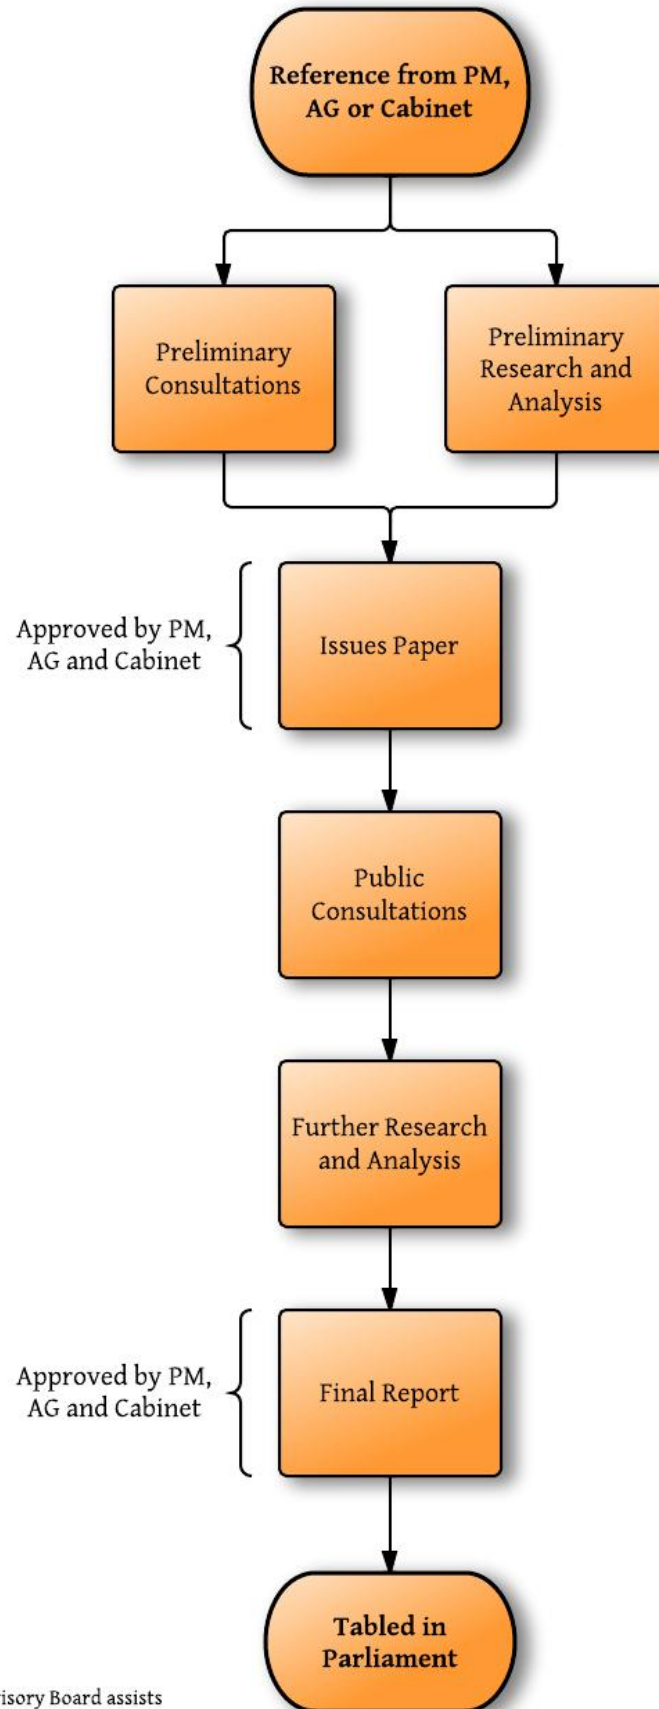 Reference from PM,
AG or Cabinet
Preliminary
Consultations
Preliminary
Research and
Analysis
Approved by PM,
AG and Cabinet
Issues Paper
Public
Consultations
Further Research
and Analysis
Approved by PM,
AG and Cabinet
Final Report
Tabled in
Parliament
Board assists